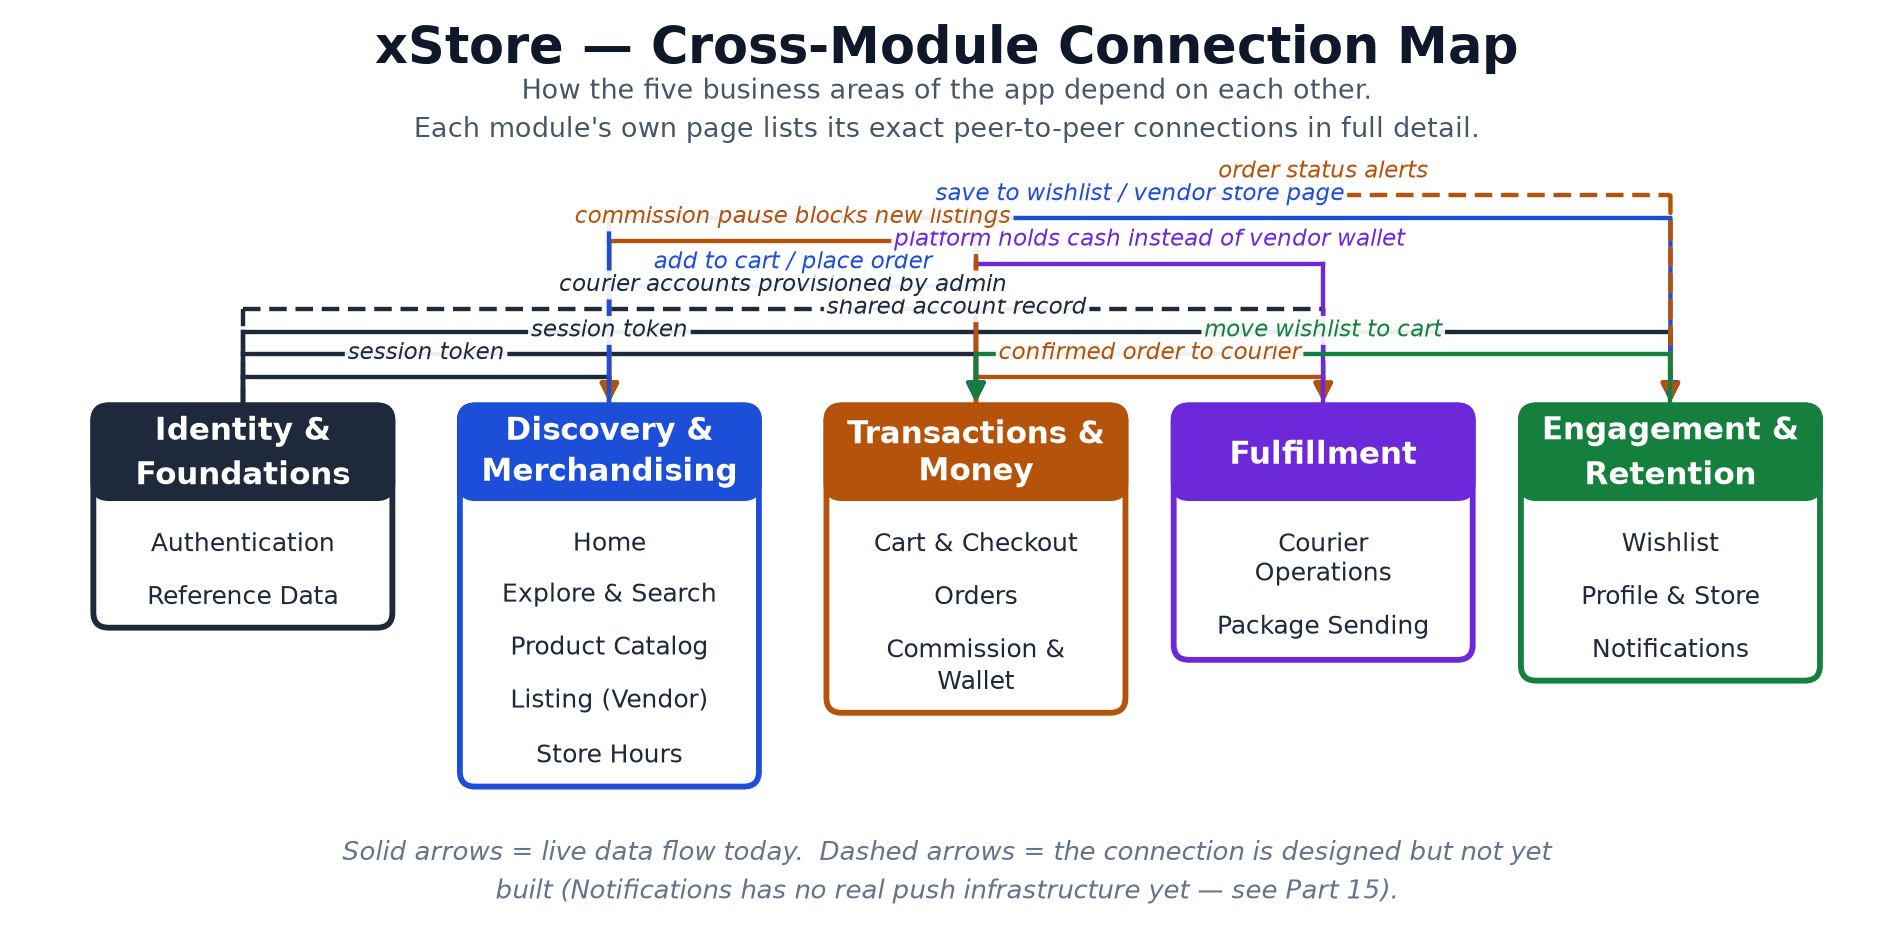 xStore — Cross-Module Connection Map
How the five business areas of the app depend on each other.
Each module's own page lists its exact peer-to-peer connections in full detail.
order status alerts
save to wishlist / vendor store page
commission pause blocks new listings
platform holds cash instead of vendor wallet
add to cart / place order
courier accounts provisioned by admin
shared account record
session token
move wishlist to cart
session token
confirmed order to courier
Identity &
Foundations
Authentication
Reference Data
Discovery &
Merchandising
Home
Explore & Search
Product Catalog
Listing (Vendor)
Store Hours
Transactions &
Money
Cart & Checkout
Orders
Commission &
Wallet
Fulfillment
Courier
Operations
Package Sending
Engagement &
Retention
Wishlist
Profile & Store
Notifications
Solid arrows = live data flow today.  Dashed arrows = the connection is designed but not yet
built (Notifications has no real push infrastructure yet — see Part 15).